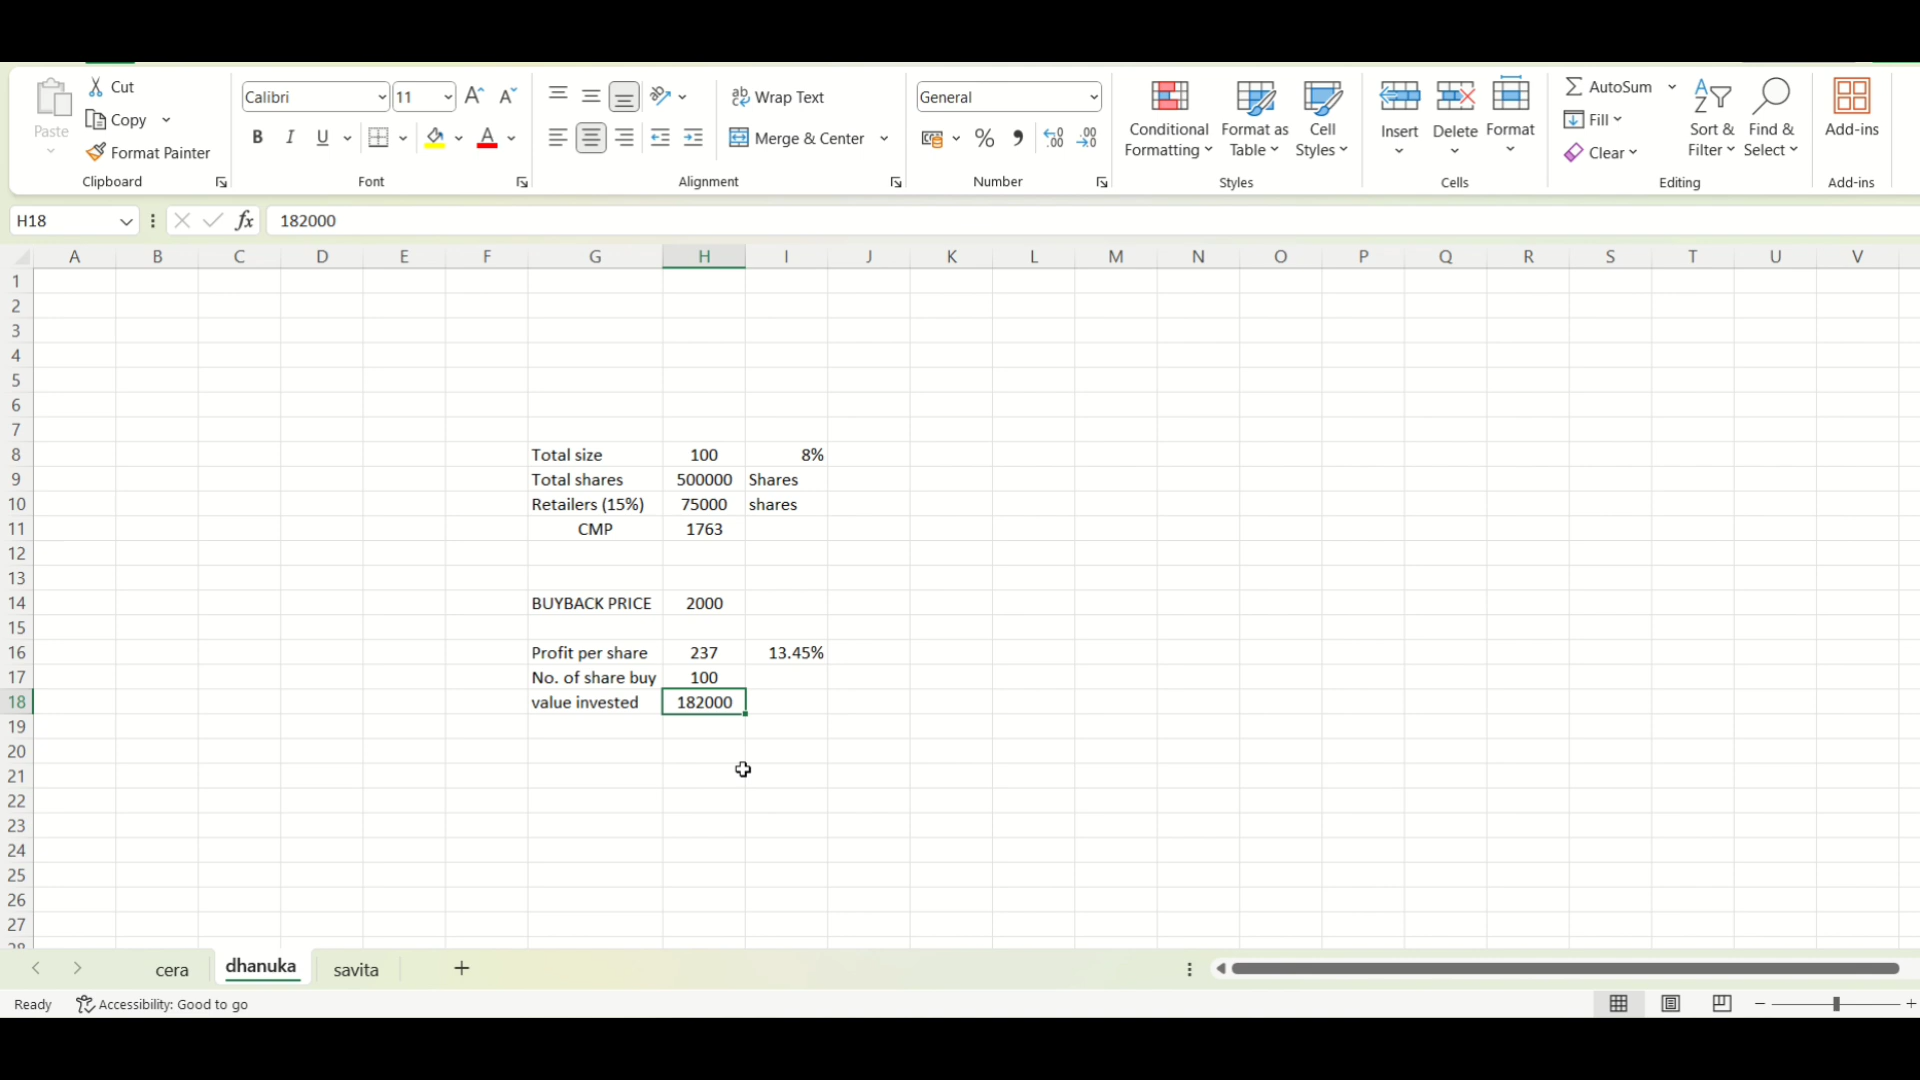 Cut
Copy
Format Painter
Paste
Clipboard
Calibri 11
B I U A
Font
Wrap Text
Merge & Center
Alignment
General
% 9
Number
Conditional Formatting
Format as Table
Cell Styles
Styles
Insert Delete Format
Cells
AutoSum
Fill
Clear
Sort & Filter
Find & Select
Editing
Add-ins
Add-ins
H18 fx 182000
A B C D E F G H I J K L M N O P Q R S T U V
1
2
3
4
5
6
7
8 Total size 100 8%
9 Total shares 500000 Shares
10 Retailers (15%) 75000 shares
11 CMP 1763
12
13
14 BUYBACK PRICE 2000
15
16 Profit per share 237 13.45%
17 No. of share buy 100
18 value invested 182000
19
20
21
22
23
24
25
26
27
28
cera dhanuka savita +
Ready Accessibility: Good to go